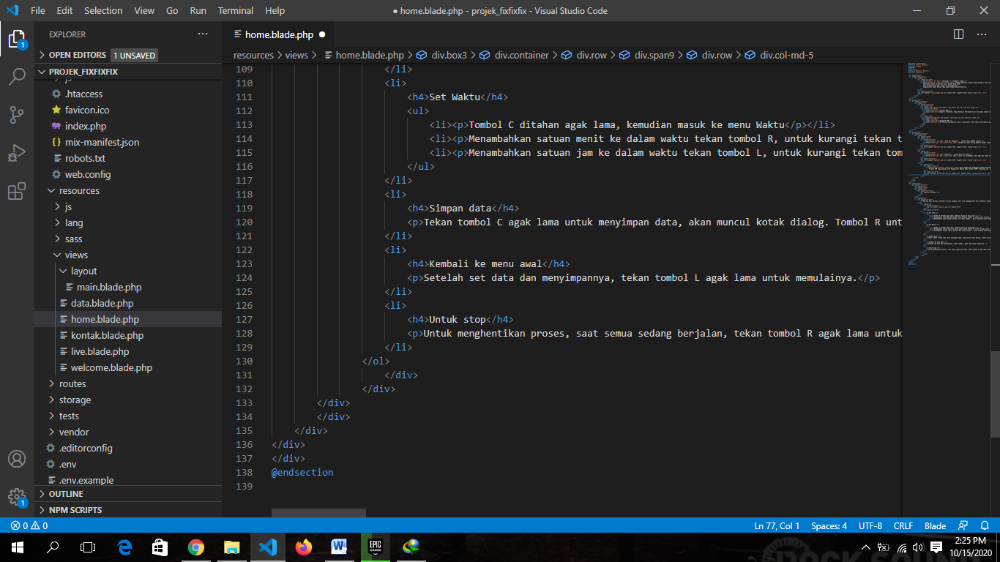 File Edit Selection View Go Run Terminal Help ● home.blade.php - projek_fixfixfix - Visual Studio Code
EXPLORER
OPEN EDITORS 1 UNSAVED
PROJEK_FIXFIXFIX
js
.htaccess
favicon.ico
index.php
mix-manifest.json
robots.txt
web.config
resources
js
lang
sass
views
layout
main.blade.php
data.blade.php
home.blade.php
kontak.blade.php
live.blade.php
welcome.blade.php
routes
storage
tests
vendor
.editorconfig
.env
.env.example
OUTLINE
NPM SCRIPTS
1
1
home.blade.php ●
resources > views > home.blade.php > div.box3 > div.container > div.row > div.span9 > div.row > div.col-md-5
109 </li>
110 <li>
111 <h4>Set Waktu</h4>
112 <ul>
113 <li><p>Tombol C ditahan agak lama, kemudian masuk ke menu Waktu</p></li>
114 <li><p>Menambahkan satuan menit ke dalam waktu tekan tombol R, untuk kurangi tekan t
115 <li><p>Menambahkan satuan jam ke dalam waktu tekan tombol L, untuk kurangi tekan tom
116 </ul>
117 </li>
118 <li>
119 <h4>Simpan data</h4>
120 <p>Tekan tombol C agak lama untuk menyimpan data, akan muncul kotak dialog. Tombol R unt
121 </li>
122 <li>
123 <h4>Kembali ke menu awal</h4>
124 <p>Setelah set data dan menyimpannya, tekan tombol L agak lama untuk memulainya.</p>
125 </li>
126 <li>
127 <h4>Untuk stop</h4>
128 <p>Untuk menghentikan proses, saat semua sedang berjalan, tekan tombol R agak lama untuk
129 </li>
130 </ol>
131 </div>
132 </div>
133 </div>
134 </div>
135 </div>
136 </div>
137 </div>
138 @endsection
139
0 0 Ln 77, Col 1 Spaces: 4 UTF-8 CRLF Blade
EPIC GAMES
2:25 PM
10/15/2020